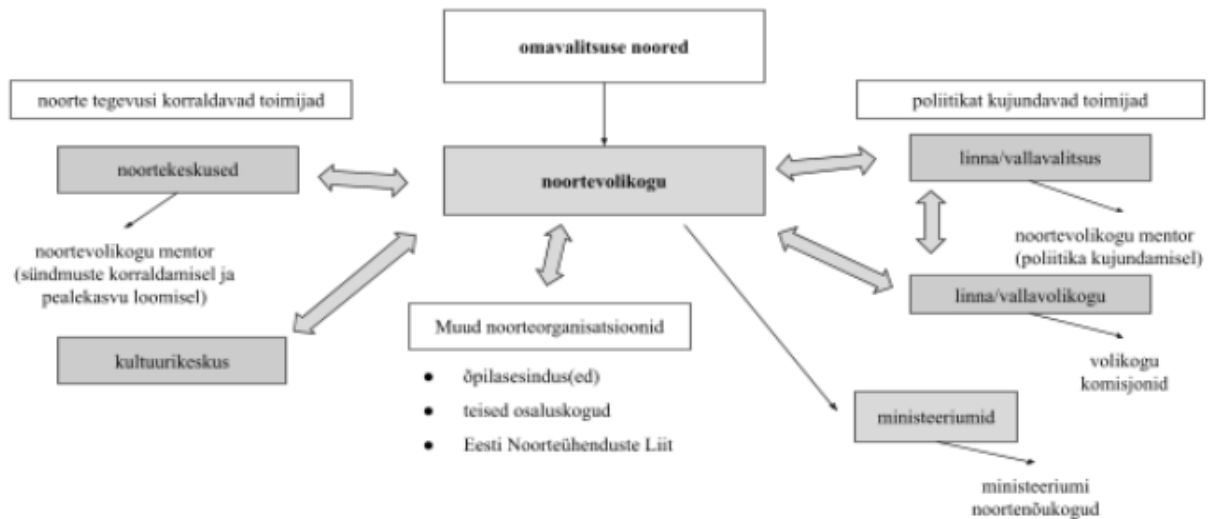 omavalitsuse noored
noorte tegevusi korraldavad toimijad
poliitikat kujundavad toimijad
noortekeskused
noortevolikogu
linna/vallavalitsus
noortevolikogu mentor
(sündmuste korraldamisel ja
pealekasvu loomisel)
noortevolikogu mentor
(poliitika kujundamisel)
linna/vallavolikogu
Muud noorteorganisatsioonid
kultuurikeskus
volikogu
komisjonid
● õpilasesindus(ed)
● teised osaluskogud
● Eesti Noorteühenduste Liit
ministeeriumid
ministeeriumi
noortenõukogud